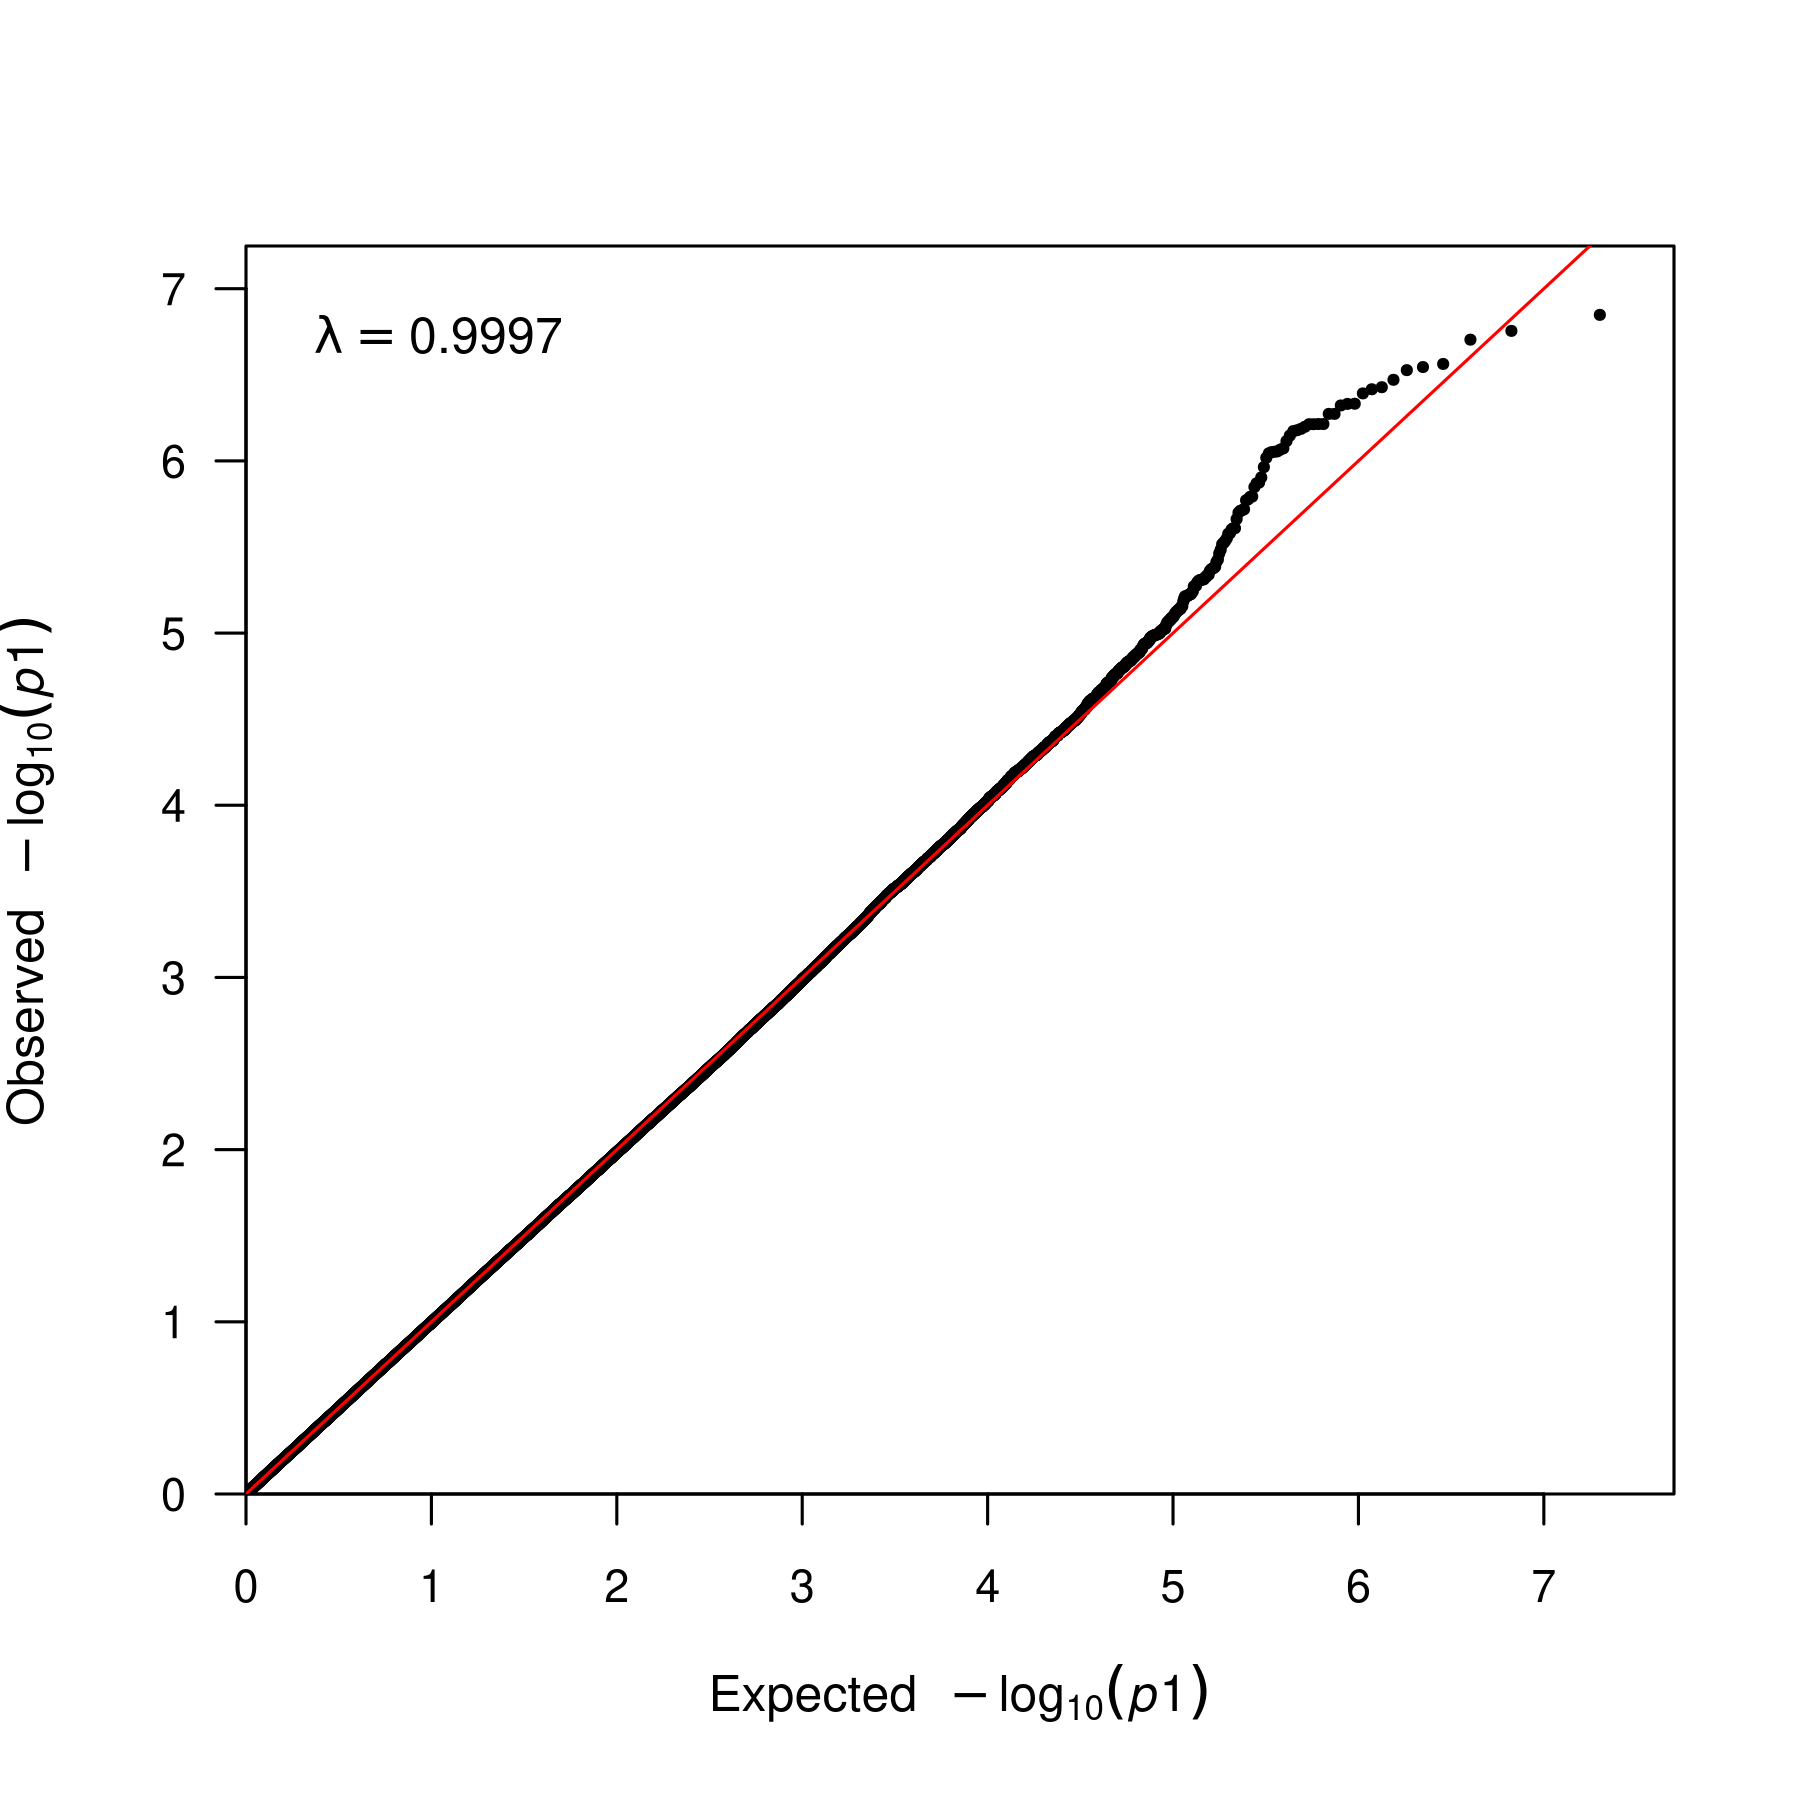 λ = 0.9997
7
6
5
4
3
2
1
0
Observed −log10(p1)
0 1 2 3 4 5 6 7
Expected −log10(p1)